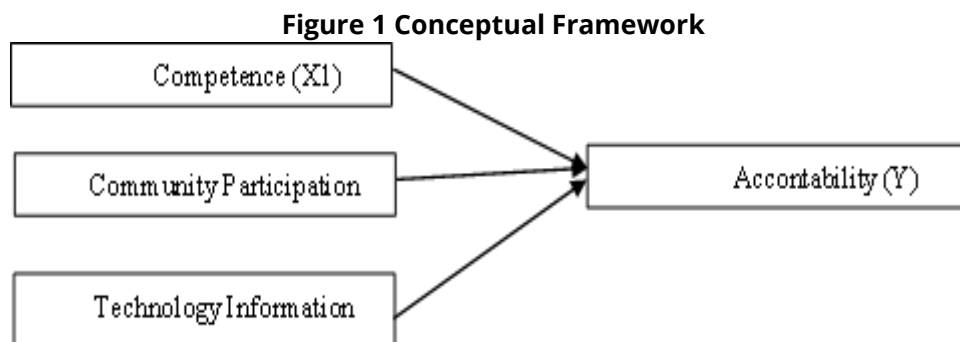 Figure 1 Conceptual Framework
Competence (X1)
Community Participation
Accontability (Y)
Technology Information